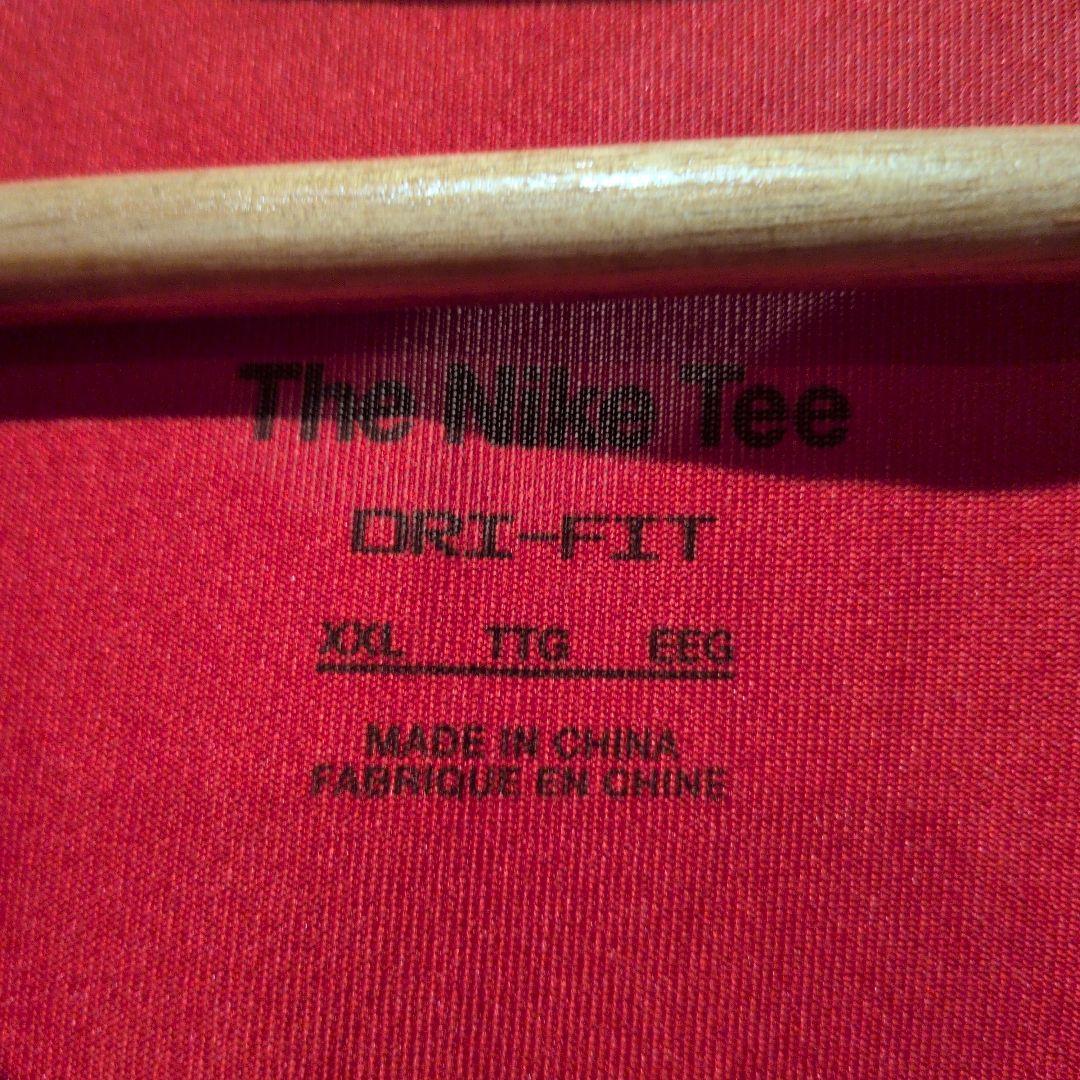 The Nike Tee
DRI-FIT
XXL TTG EEG
MADE IN CHINA
FABRIQUE EN CHINE